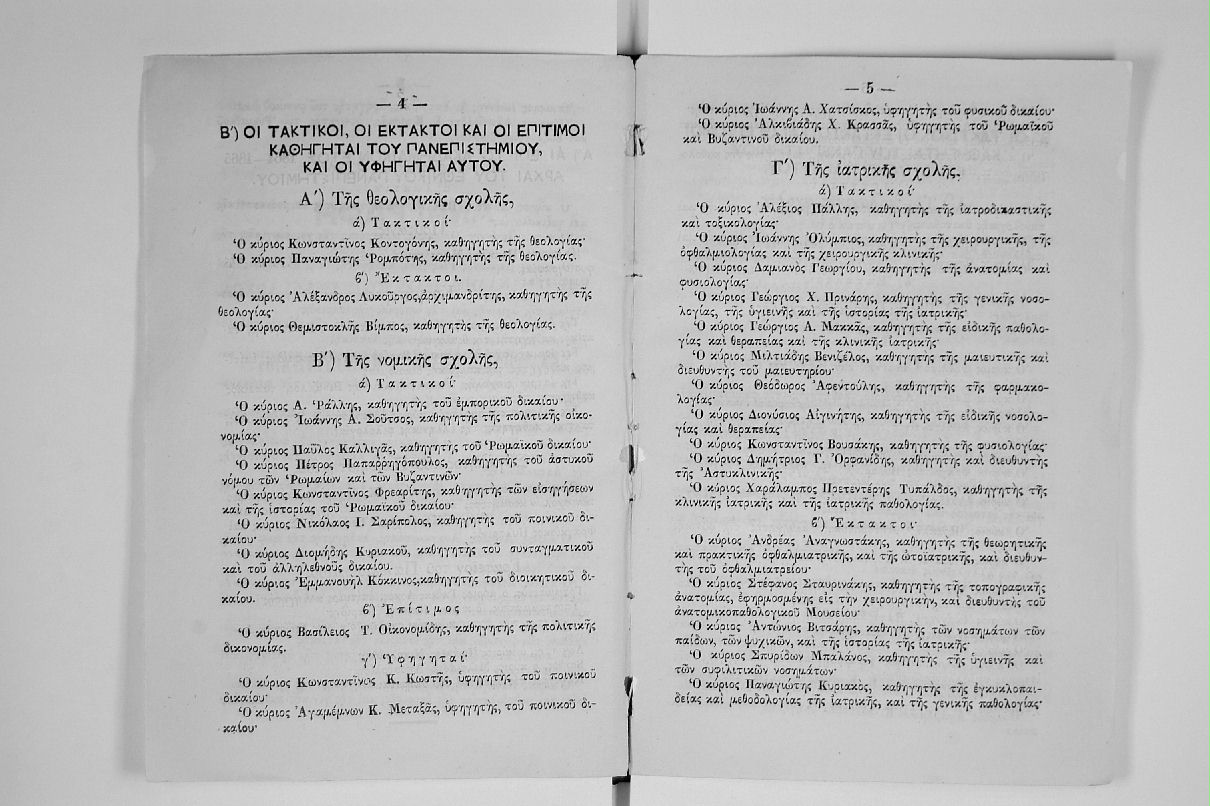 — 4 —
Β′) ΟΙ ΤΑΚΤΙΚΟΙ, ΟΙ ΕΚΤΑΚΤΟΙ ΚΑΙ ΟΙ ΕΠΙΤΙΜΟΙ
ΚΑΘΗΓΗΤΑΙ ΤΟΥ ΠΑΝΕΠΙΣΤΗΜΙΟΥ,
ΚΑΙ ΟΙ ΥΦΗΓΗΤΑΙ ΑΥΤΟΥ.
Α′) Τῆς θεολογικῆς σχολῆς,
ά) Τακτικοί·
Ὁ κύριος Κωνσταντῖνος Κοντογόνης, καθηγητὴς τῆς θεολογίας·
Ὁ κύριος Παναγιώτης Ῥομπότης, καθηγητὴς τῆς θεολογίας.
β′) Ἔκτακτοι.
Ὁ κύριος Ἀλέξανδρος Λυκοῦργος, ἀρχιμανδρίτης, καθηγητὴς τῆς
θεολογίας·
Ὁ κύριος Θεμιστοκλῆς Βίμπος, καθηγητὴς τῆς θεολογίας.
Β′) Τῆς νομικῆς σχολῆς,
ά) Τακτικοί·
Ὁ κύριος Α. Ῥάλλης, καθηγητὴς τοῦ ἐμπορικοῦ δικαίου·
Ὁ κύριος Ἰωάννης Α. Σοῦτσος, καθηγητὴς τῆς πολιτικῆς οἰκο-
νομίας·
Ὁ κύριος Παῦλος Καλλιγᾶς, καθηγητὴς τοῦ Ῥωμαϊκοῦ δικαίου·
Ὁ κύριος Πέτρος Παπαρρηγόπουλος, καθηγητὴς τοῦ ἀστυκοῦ
νόμου τῶν Ῥωμαίων καὶ τῶν Βυζαντινῶν·
Ὁ κύριος Κωνσταντῖνος Φρεαρίτης, καθηγητὴς τῶν εἰσηγήσεων
καὶ τῆς ἱστορίας τοῦ Ῥωμαϊκοῦ δικαίου·
Ὁ κύριος Νικόλαος Ι. Σαρίπολος, καθηγητὴς τοῦ ποινικοῦ δι-
καίου·
Ὁ κύριος Διομήδης Κυριακοῦ, καθηγητὴς τοῦ συνταγματικοῦ
καὶ τοῦ ἀλληλεθνοῦς δικαίου.
Ὁ κύριος Ἐμμανουὴλ Κόκκινος, καθηγητὴς τοῦ διοικητικοῦ δι-
καίου.
β′) Ἐπίτιμος
Ὁ κύριος Βασίλειος Τ. Οἰκονομίδης, καθηγητὴς τῆς πολιτικῆς
δικονομίας.
γ′) Ὑφηγηταί·
Ὁ κύριος Κωνσταντῖνος Κ. Κωστῆς, ὑφηγητὴς τοῦ ποινικοῦ
δικαίου·
Ὁ κύριος Ἀγαμέμνων Κ. Μεταξᾶς, ὑφηγητὴς, τοῦ ποινικοῦ δι-
καίου·
— 5 —
Ὁ κύριος Ἰωάννης Α. Χατσίσκος, ὑφηγητὴς τοῦ φυσικοῦ δικαίου·
Ὁ κύριος Ἀλκιβιάδης Χ. Κρασσᾶς, ὑφηγητὴς τοῦ Ῥωμαϊκοῦ
καὶ Βυζαντινοῦ δικαίου.
Γ′) Τῆς ἰατρικῆς σχολῆς.
ά) Τακτικοί·
Ὁ κύριος Ἀλέξιος Πάλλης, καθηγητὴς τῆς ἰατροδικαστικῆς
καὶ τοξικολογίας·
Ὁ κύριος Ἰωάννης Ὀλύμπιος, καθηγητὴς τῆς χειρουργικῆς, τῆς
ὀφθαλμιολογίας καὶ τῆς χειρουργικῆς κλινικῆς·
Ὁ κύριος Δαμιανὸς Γεωργίου, καθηγητὴς τῆς ἀνατομίας καὶ
φυσιολογίας·
Ὁ κύριος Γεώργιος Χ. Πρινάρης, καθηγητὴς τῆς γενικῆς νοσο-
λογίας, τῆς ὑγιεινῆς καὶ τῆς ἱστορίας τῆς ἰατρικῆς·
Ὁ κύριος Γεώργιος Α. Μακκᾶς, καθηγητὴς τῆς εἰδικῆς παθολο-
γίας καὶ θεραπείας καὶ τῆς κλινικῆς ἰατρικῆς·
Ὁ κύριος Μιλτιάδης Βενιζέλος, καθηγητὴς τῆς μαιευτικῆς καὶ
διευθυντὴς τοῦ μαιευτηρίου·
Ὁ κύριος Θεόδωρος Ἀφεντούλης, καθηγητὴς τῆς φαρμακο-
λογίας·
Ὁ κύριος Διονύσιος Αἰγινήτης, καθηγητὴς τῆς εἰδικῆς νοσολο-
γίας καὶ θεραπείας·
Ὁ κύριος Κωνσταντῖνος Βουσάκης, καθηγητὴς τῆς φυσιολογίας·
Ὁ κύριος Δημήτριος Γ. Ὀρφανίδης, καθηγητὴς καὶ διευθυντὴς
τῆς Ἀστυκλινικῆς·
Ὁ κύριος Χαράλαμπος Πρετεντέρης Τυπάλδος, καθηγητὴς τῆς
κλινικῆς ἰατρικῆς καὶ τῆς ἰατρικῆς παθολογίας.
β′) Ἔκτακτοι·
Ὁ κύριος Ἀνδρέας Ἀναγνωστάκης, καθηγητὴς τῆς θεωρητικῆς
καὶ πρακτικῆς ὀφθαλμιατρικῆς, καὶ τῆς ὠτοϊατρικῆς, καὶ διευθυν-
τὴς τοῦ ὀφθαλμιατρείου·
Ὁ κύριος Στέφανος Σταυρινάκης, καθηγητὴς τῆς τοπογραφικῆς
ἀνατομίας, ἐφηρμοσμένης εἰς τὴν χειρουργικὴν, καὶ διευθυντὴς τοῦ
ἀνατομικοπαθολογικοῦ Μουσείου·
Ὁ κύριος Ἀντώνιος Βιτσάρης, καθηγητὴς τῶν νοσημάτων τῶν
παίδων, τῶν ψυχικῶν, καὶ τῆς ἱστορίας τῆς ἰατρικῆς·
Ὁ κύριος Σπυρίδων Μπαλάνος, καθηγητὴς τῆς ὑγιεινῆς καὶ
τῶν συφιλιτικῶν νοσημάτων·
Ὁ κύριος Παναγιώτης Κυριακὸς, καθηγητὴς τῆς ἐγκυκλοπαι-
δείας καὶ μεθοδολογίας τῆς ἰατρικῆς, καὶ τῆς γενικῆς παθολογίας·